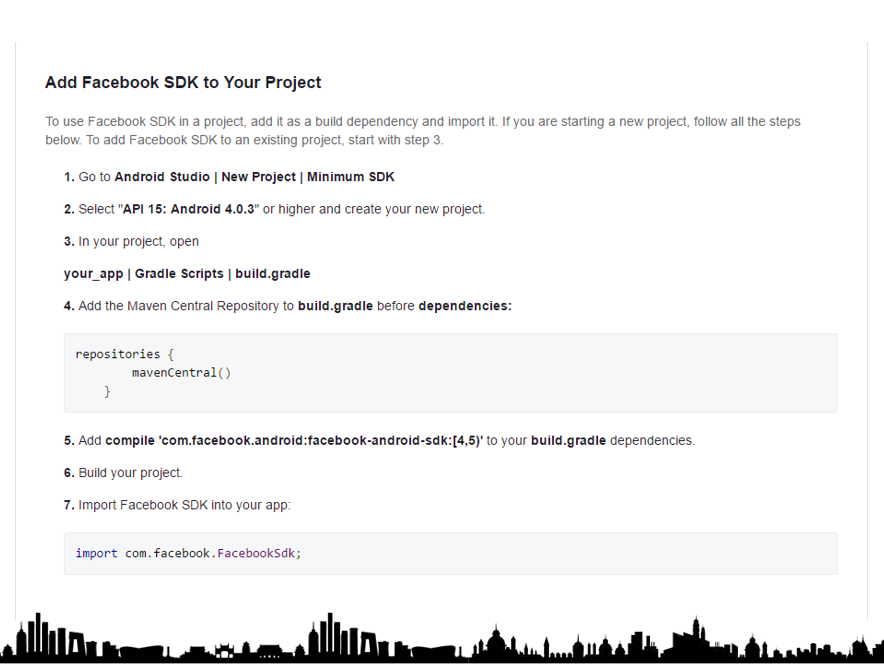 Add Facebook SDK to Your Project
To use Facebook SDK in a project, add it as a build dependency and import it. If you are starting a new project, follow all the steps
below. To add Facebook SDK to an existing project, start with step 3.
1. Go to Android Studio | New Project | Minimum SDK
2. Select "API 15: Android 4.0.3" or higher and create your new project.
3. In your project, open
your_app | Gradle Scripts | build.gradle
4. Add the Maven Central Repository to build.gradle before dependencies:
repositories {
        mavenCentral()
    }
5. Add compile 'com.facebook.android:facebook-android-sdk:[4,5)' to your build.gradle dependencies.
6. Build your project.
7. Import Facebook SDK into your app:
import com.facebook.FacebookSdk;